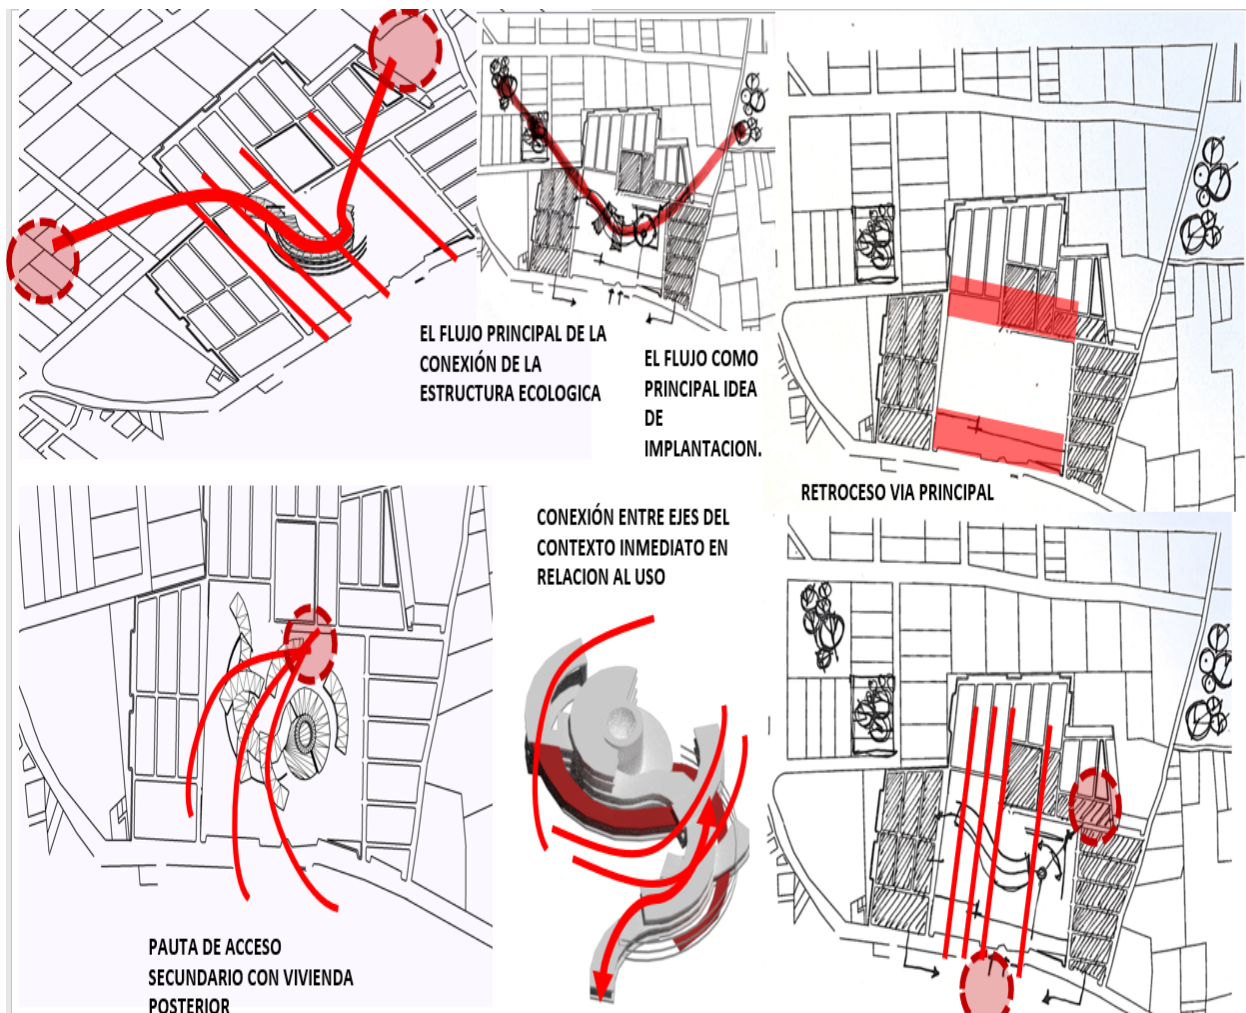 EL FLUJO PRINCIPAL DE LA
CONEXIÓN DE LA
ESTRUCTURA ECOLOGICA
EL FLUJO COMO
PRINCIPAL IDEA
DE
IMPLANTACION.
RETROCESO VIA PRINCIPAL
CONEXIÓN ENTRE EJES DEL
CONTEXTO INMEDIATO EN
RELACION AL USO
PAUTA DE ACCESO
SECUNDARIO CON VIVIENDA
POSTERIOR